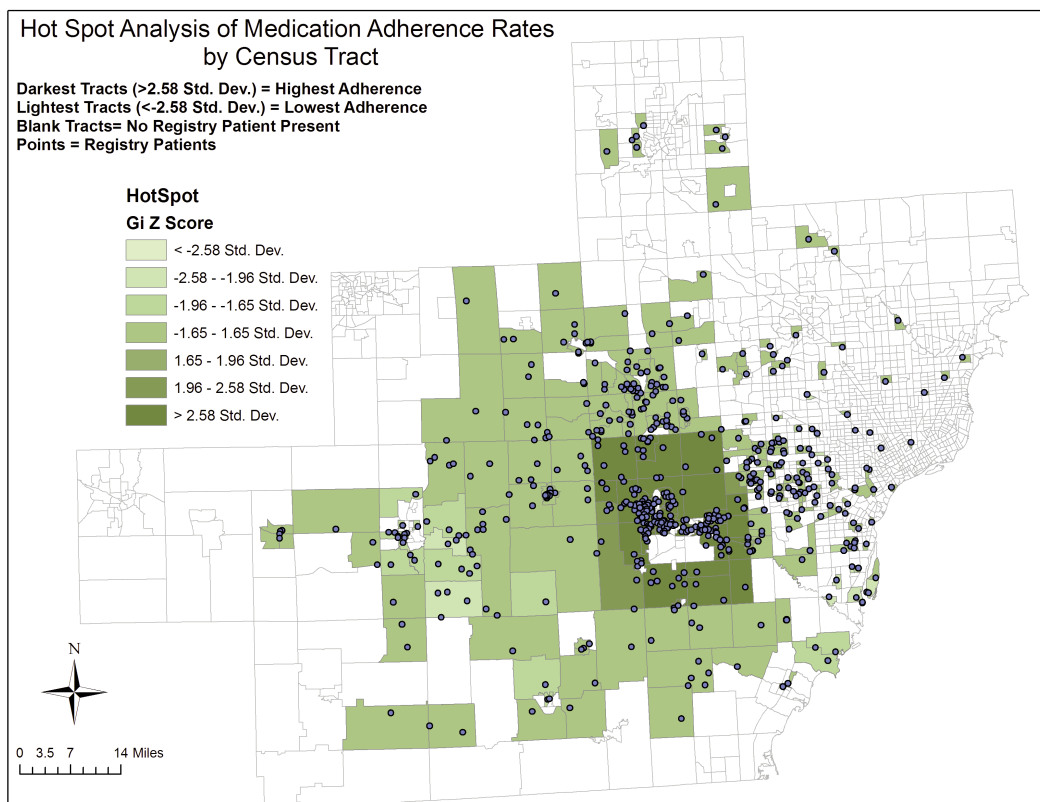 Hot Spot Analysis of Medication Adherence Rates
by Census Tract
Darkest Tracts (>2.58 Std. Dev.) = Highest Adherence
Lightest Tracts (<-2.58 Std. Dev.) = Lowest Adherence
Blank Tracts= No Registry Patient Present
Points = Registry Patients
HotSpot
Gi Z Score
< -2.58 Std. Dev.
-2.58 - -1.96 Std. Dev.
-1.96 - -1.65 Std. Dev.
-1.65 - 1.65 Std. Dev.
1.65 - 1.96 Std. Dev.
1.96 - 2.58 Std. Dev.
> 2.58 Std. Dev.
N
0 3.5 7 14 Miles